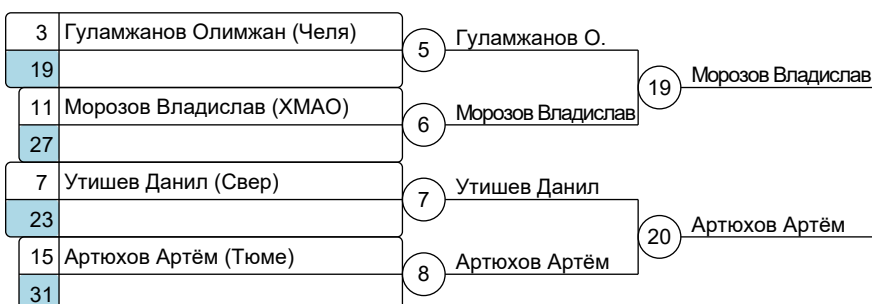 3 Гуламжанов Олимжан (Челя)
5 Гуламжанов О.
19
19 Морозов Владислав
11 Морозов Владислав (ХМАО)
6 Морозов Владислав
27
7 Утишев Данил (Свер)
7 Утишев Данил
23
20 Артюхов Артём
15 Артюхов Артём (Тюме)
8 Артюхов Артём
31